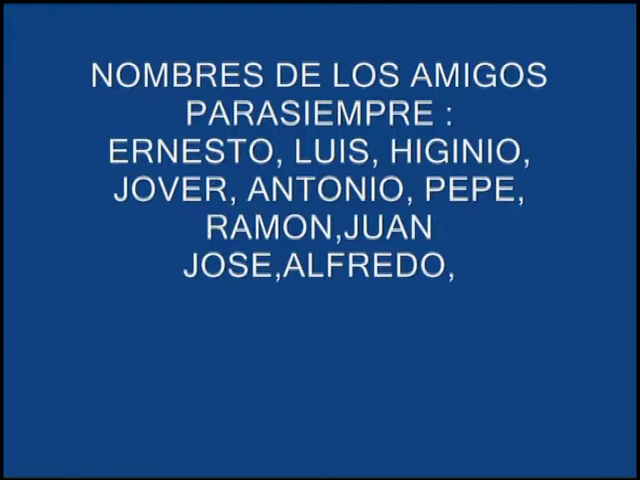 NOMBRES DE LOS AMIGOS
PARASIEMPRE :
ERNESTO, LUIS, HIGINIO,
JOVER, ANTONIO, PEPE,
RAMON,JUAN
JOSE,ALFREDO,